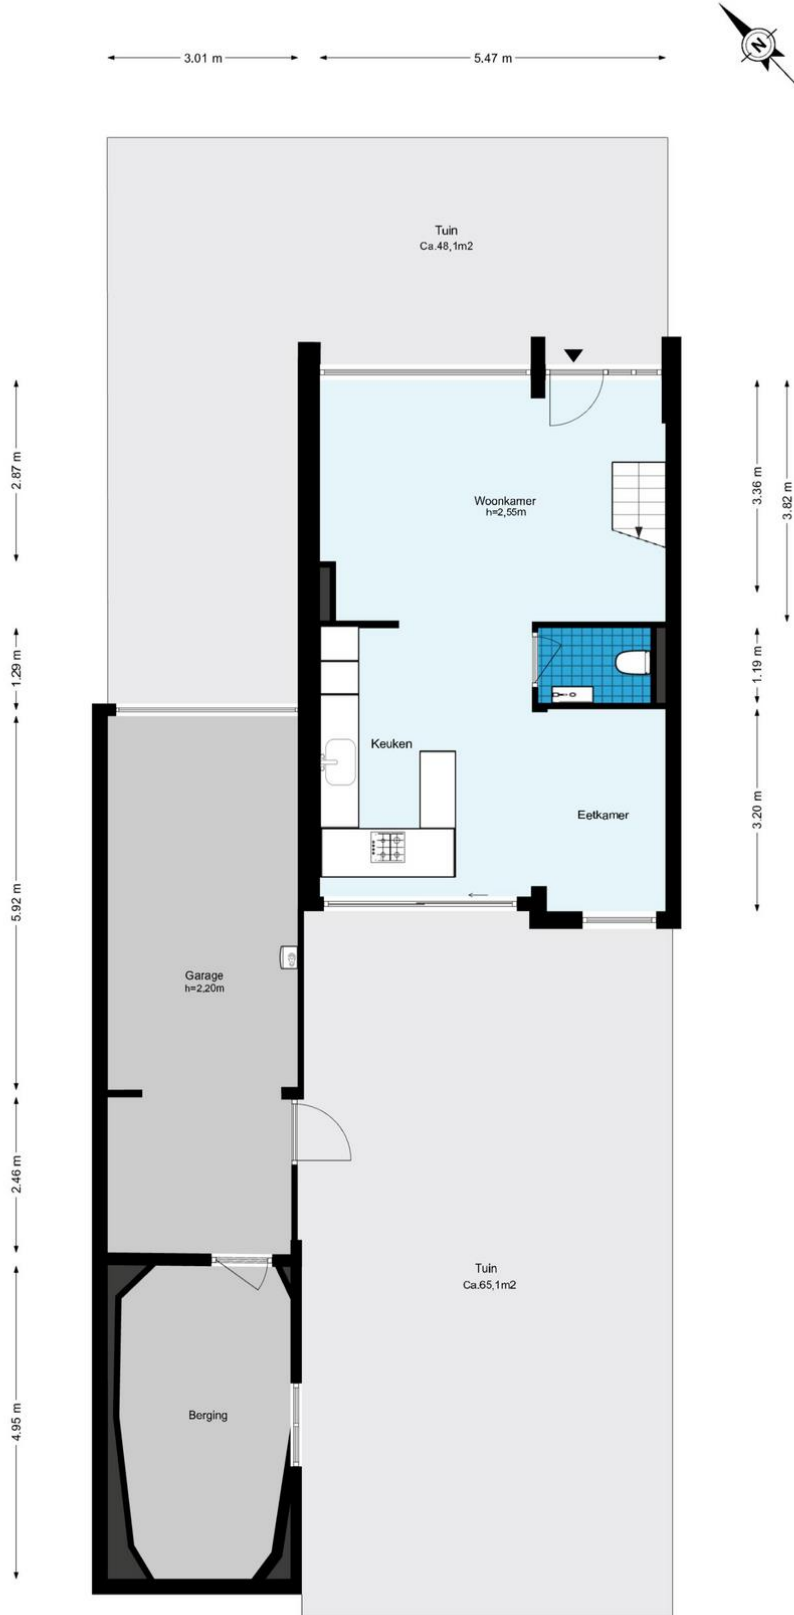 N
3.01 m
5.47 m
Tuin
Ca.48,1m2
2.87 m
3.36 m
3.82 m
Woonkamer
h=2,55m
1.29 m
1.19 m
Keuken
3.20 m
Eetkamer
5.92 m
Garage
h=2,20m
2.46 m
Tuin
Ca.65,1m2
4.95 m
Berging